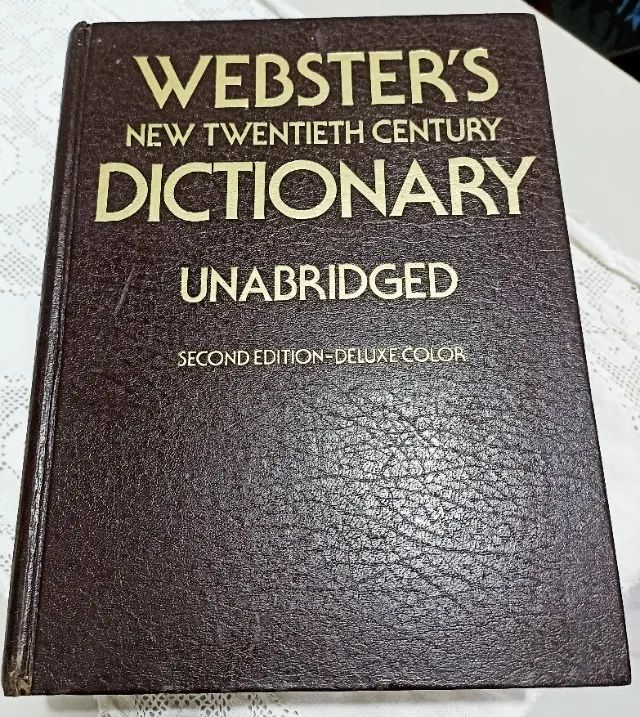 WEBSTER'S
NEW TWENTIETH CENTURY
DICTIONARY
UNABRIDGED
SECOND EDITION-DELUXE COLOR